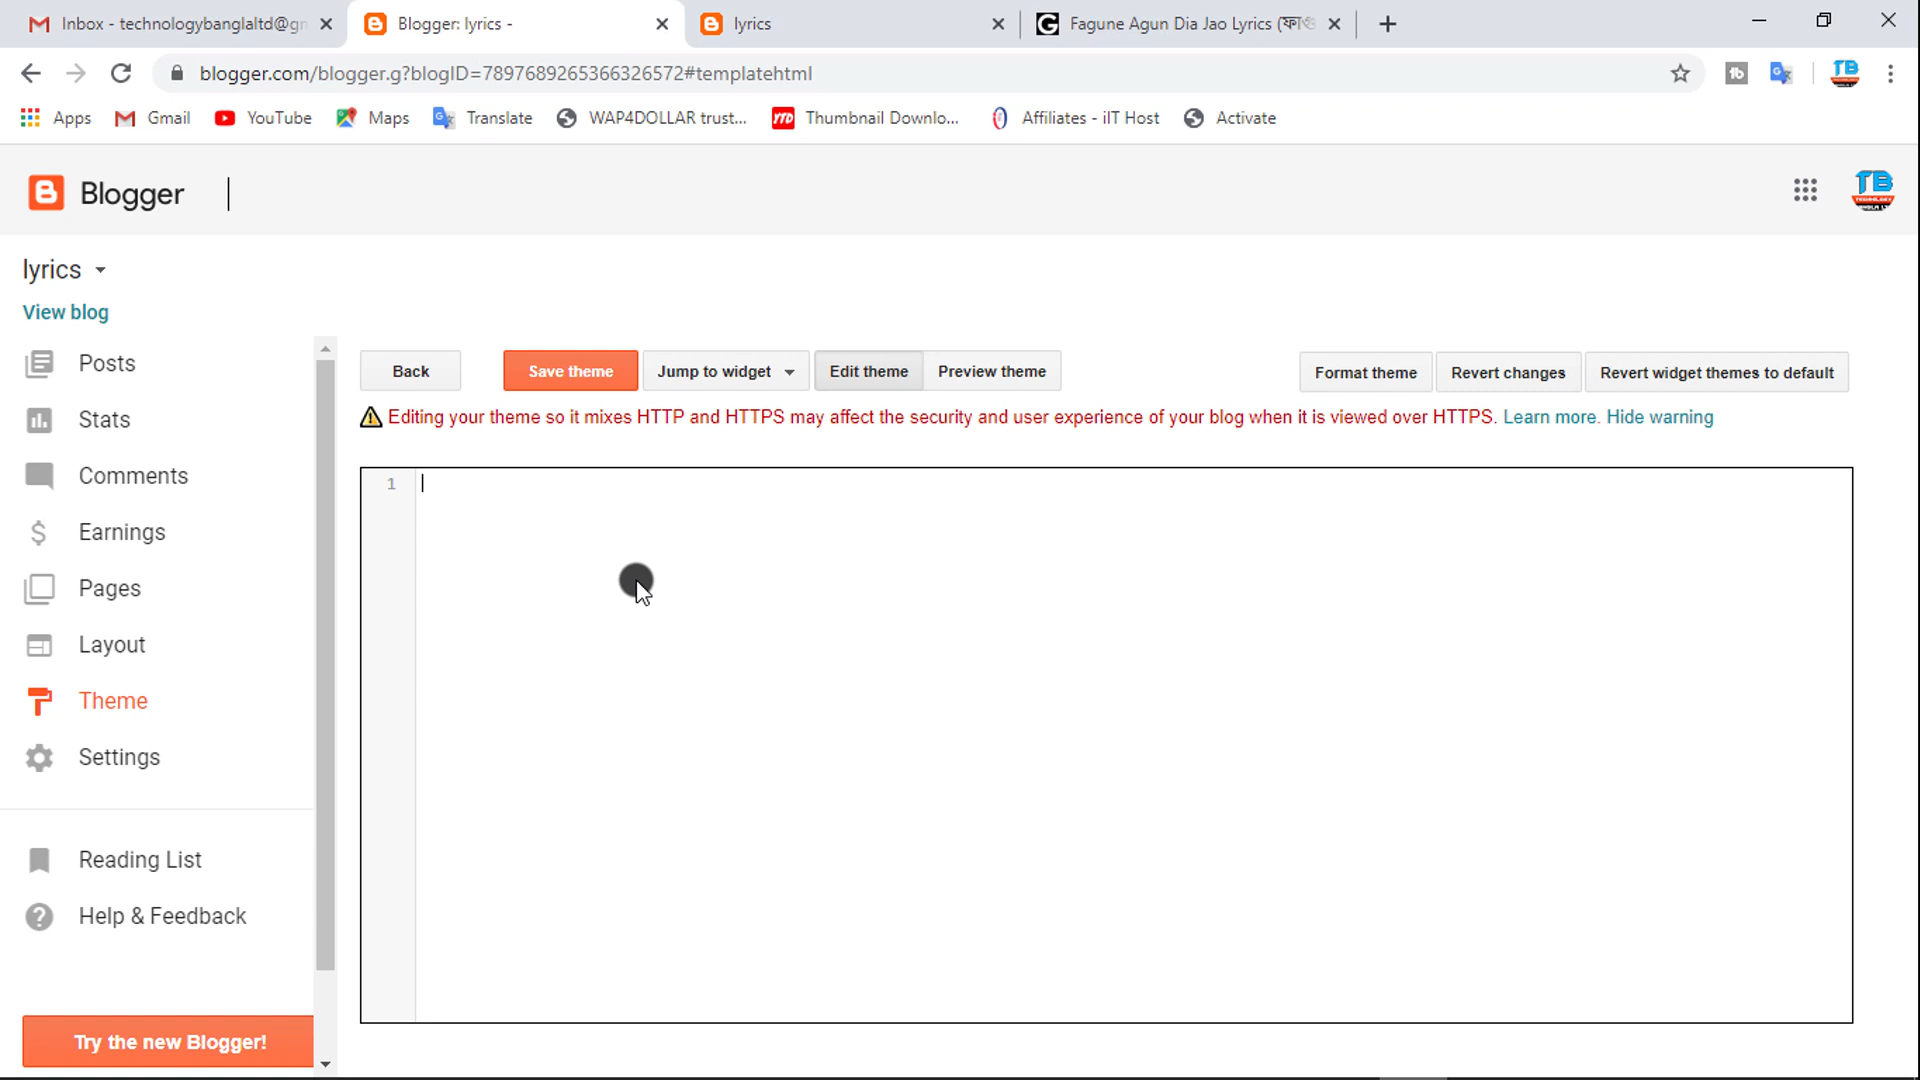 Inbox - technologybanglaltd@gm
Blogger: lyrics -
lyrics
Fagune Agun Dia Jao Lyrics (ফাগু
blogger.com/blogger.g?blogID=7897689265366326572#templatehtml
Apps
Gmail
YouTube
Maps
Translate
WAP4DOLLAR trust...
Thumbnail Downlo...
Affiliates - iIT Host
Activate
Blogger
TB
lyrics
View blog
Posts
Stats
Comments
Earnings
Pages
Layout
Theme
Settings
Reading List
Help & Feedback
Try the new Blogger!
Back
Save theme
Jump to widget
Edit theme
Preview theme
Format theme
Revert changes
Revert widget themes to default
Editing your theme so it mixes HTTP and HTTPS may affect the security and user experience of your blog when it is viewed over HTTPS. Learn more. Hide warning
1